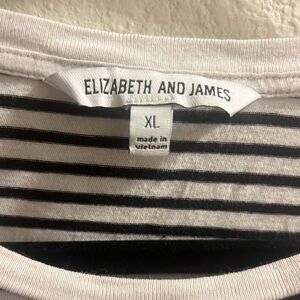 ELIZABETH AND JAMES
XL
made in
vietnam